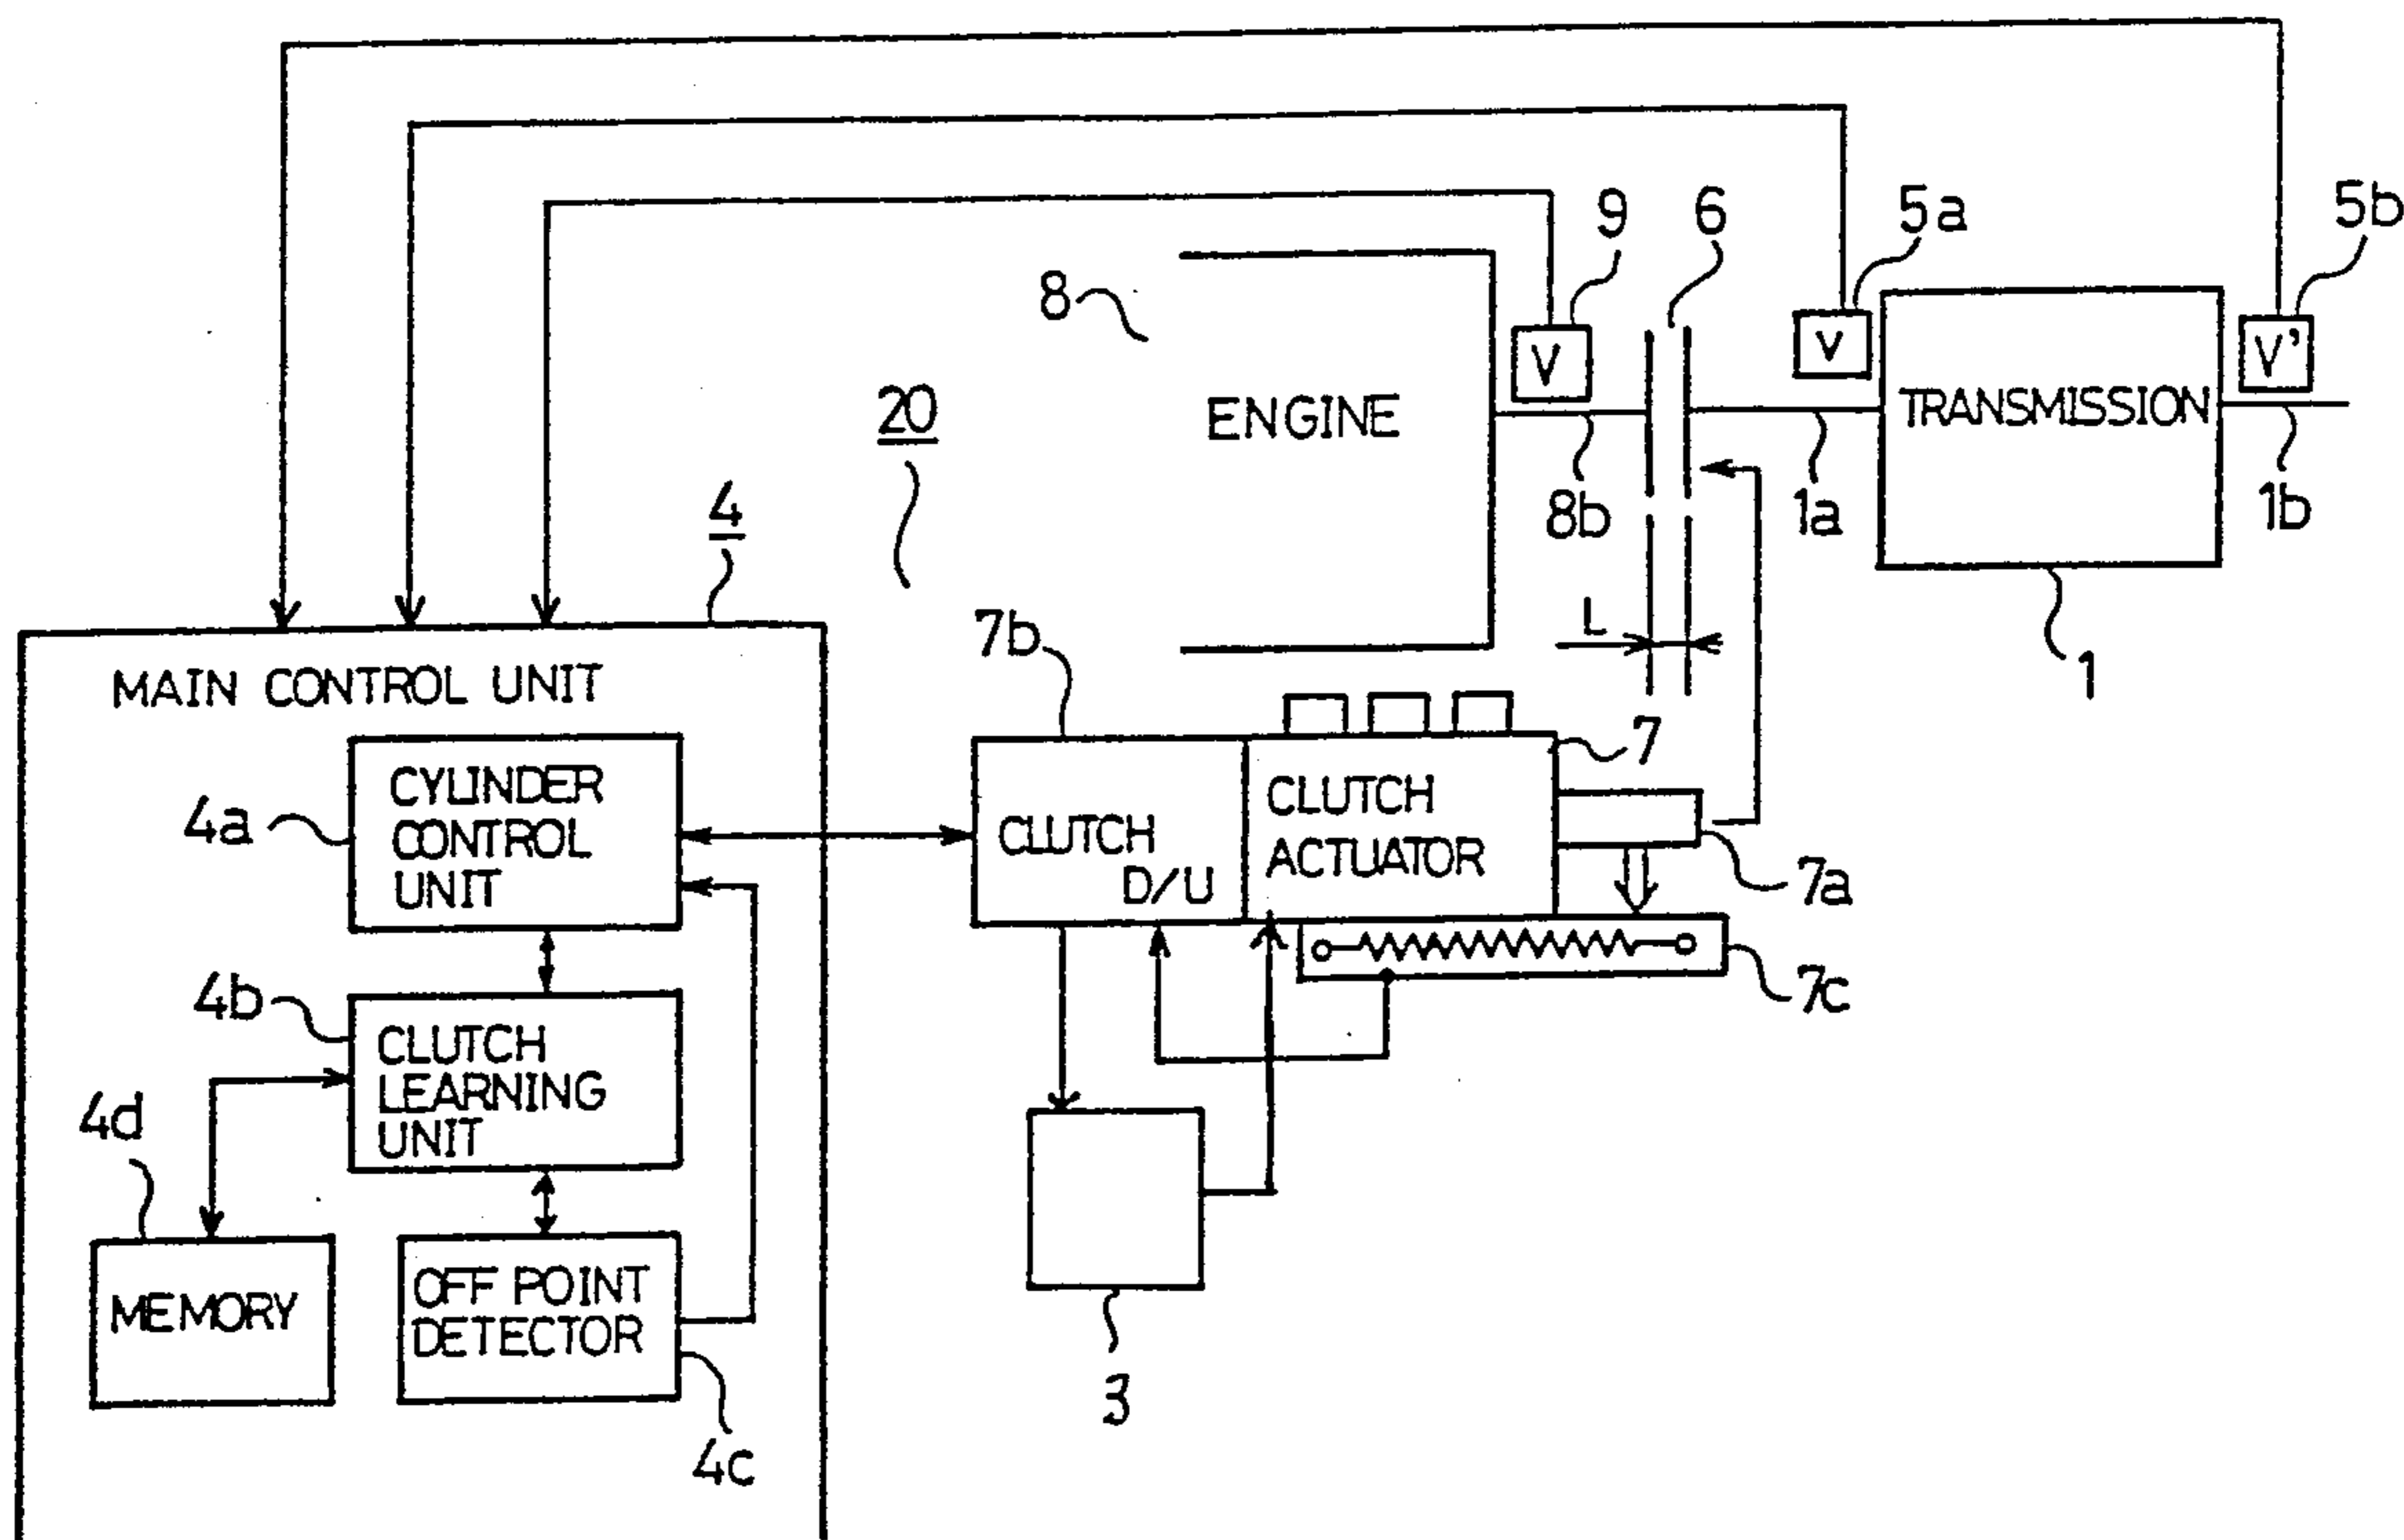 9
6
5a
5b
8
V
V
V'
20
ENGINE
TRANSMISSION
8b
1a
1b
4
L
7b
1
MAIN CONTROL UNIT
7
4a
CYLINDER
CONTROL
UNIT
CLUTCH
D/U
CLUTCH
ACTUATOR
7a
7c
4b
CLUTCH
LEARNING
UNIT
4d
MEMORY
OFF POINT
DETECTOR
4c
3